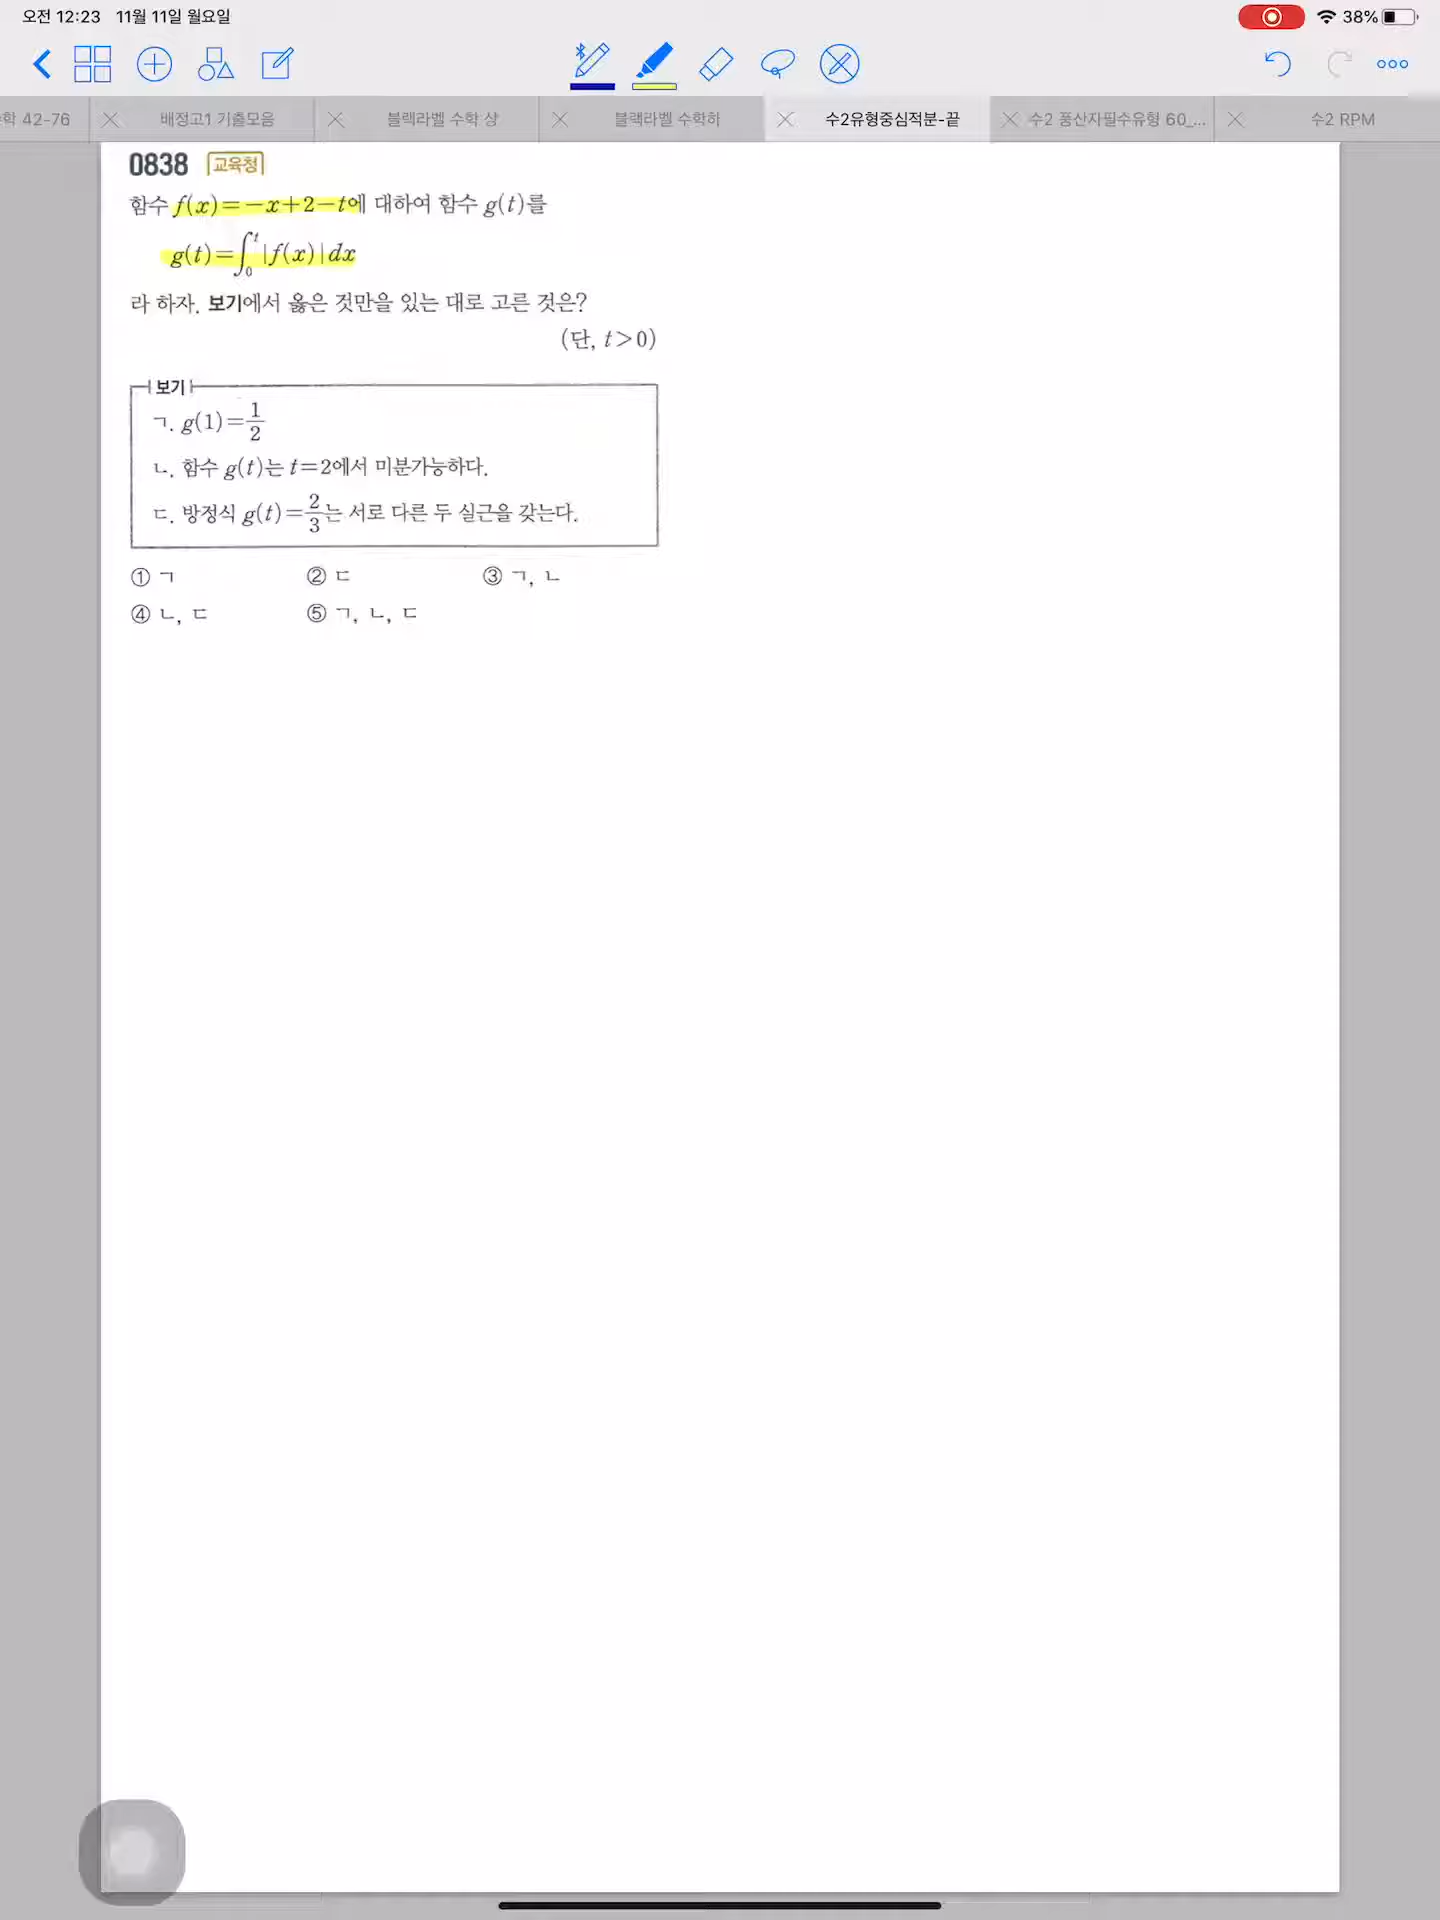 오전 12:23 11월 11일 월요일 38%
학 42-76 배정고1 기출모음 블랙라벨 수학 상 블랙라벨 수학하 수2유형중심적분-끝 수2 풍산자필수유형 60_... 수2 RPM
0838 교육청
함수 f(x)=-x+2-t에 대하여 함수 g(t)를
g(t)=∫₀ᵗ|f(x)|dx
라 하자. 보기에서 옳은 것만을 있는 대로 고른 것은?
(단, t>0)
보기
ㄱ. g(1)=1/2
ㄴ. 함수 g(t)는 t=2에서 미분가능하다.
ㄷ. 방정식 g(t)=2/3는 서로 다른 두 실근을 갖는다.
① ㄱ ② ㄷ ③ ㄱ, ㄴ
④ ㄴ, ㄷ ⑤ ㄱ, ㄴ, ㄷ